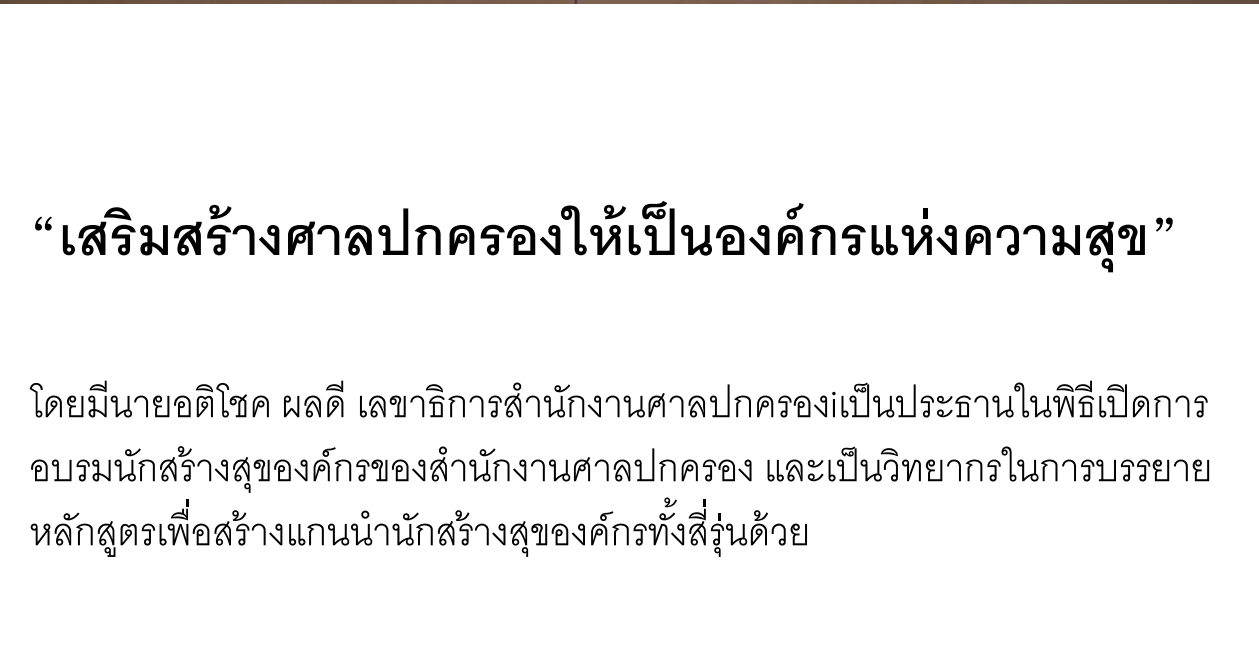 “เสริมสร้างศาลปกครองให้เป็นองค์กรแห่งความสุข”
โดยมีนายอติโชค ผลดี เลขาธิการสำนักงานศาลปกครองiเป็นประธานในพิธีเปิดการ
อบรมนักสร้างสุของค์กรของสำนักงานศาลปกครอง และเป็นวิทยากรในการบรรยาย
หลักสูตรเพื่อสร้างแกนนำนักสร้างสุของค์กรทั้งสี่รุ่นด้วย